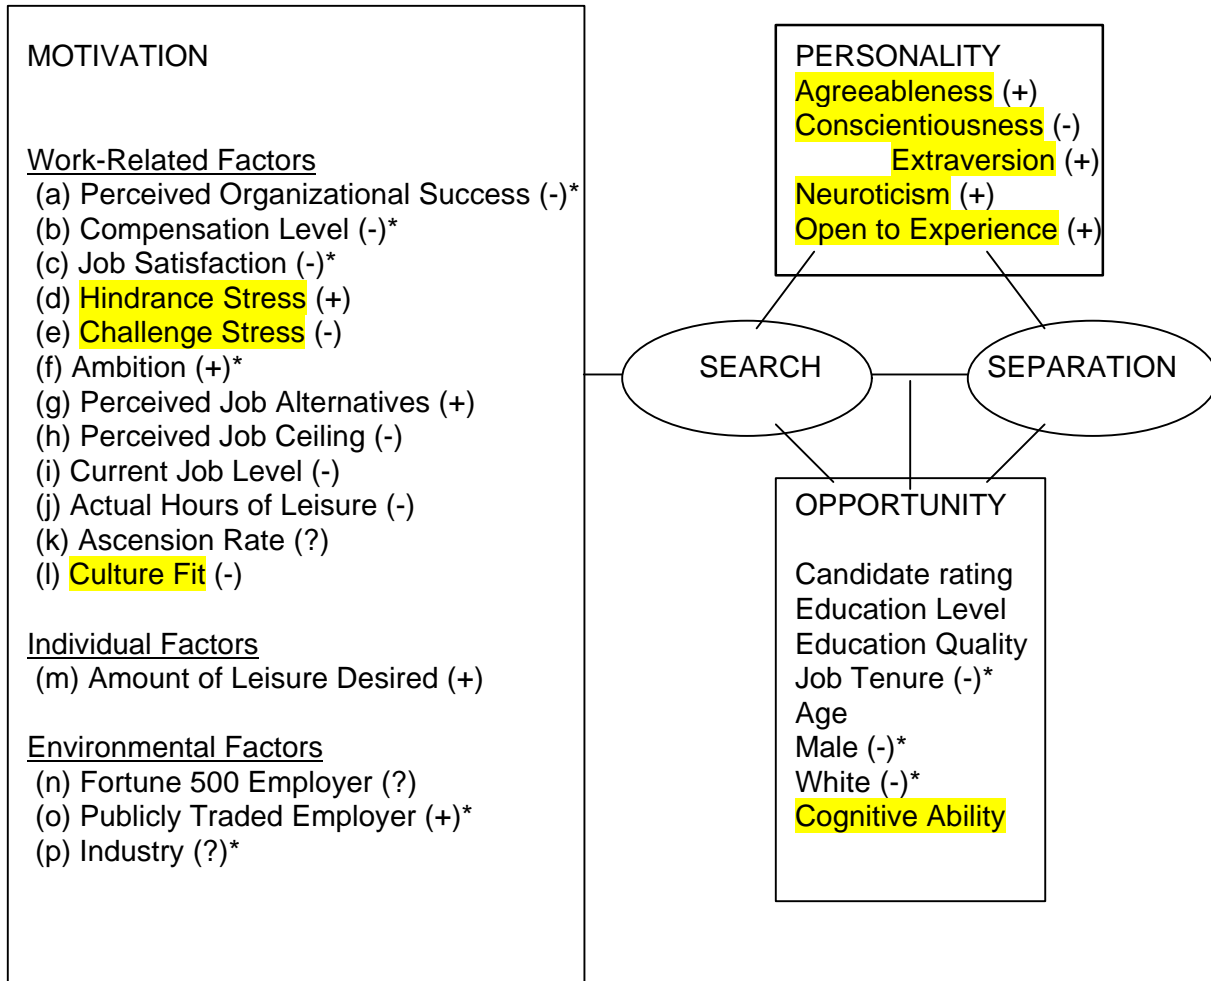 MOTIVATION
Work-Related Factors
(a) Perceived Organizational Success (-)*
(b) Compensation Level (-)*
(c) Job Satisfaction (-)*
(d) Hindrance Stress (+)
(e) Challenge Stress (-)
(f) Ambition (+)*
(g) Perceived Job Alternatives (+)
(h) Perceived Job Ceiling (-)
(i) Current Job Level (-)
(j) Actual Hours of Leisure (-)
(k) Ascension Rate (?)
(l) Culture Fit (-)
Individual Factors
(m) Amount of Leisure Desired (+)
Environmental Factors
(n) Fortune 500 Employer (?)
(o) Publicly Traded Employer (+)*
(p) Industry (?)*
PERSONALITY
Agreeableness (+)
Conscientiousness (-)
Extraversion (+)
Neuroticism (+)
Open to Experience (+)
SEARCH
SEPARATION
OPPORTUNITY
Candidate rating
Education Level
Education Quality
Job Tenure (-)*
Age
Male (-)*
White (-)*
Cognitive Ability